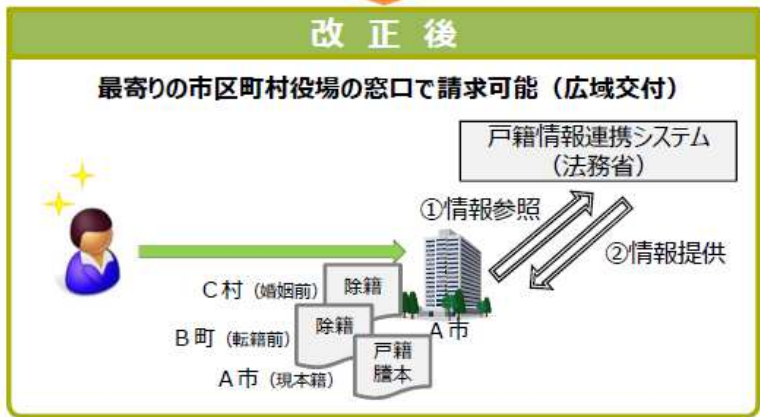 改正後
最寄りの市区町村役場の窓口で請求可能（広域交付）
戸籍情報連携システム
（法務省）
①情報参照
②情報提供
C村（婚姻前）
除籍
B町（転籍前）
除籍
A市
A市（現本籍）
戸籍
謄本